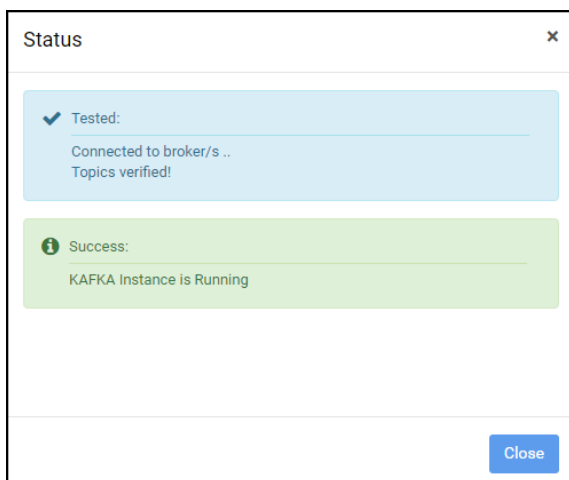 Status
×
Tested:
Connected to broker/s ..
Topics verified!
Success:
KAFKA Instance is Running
Close